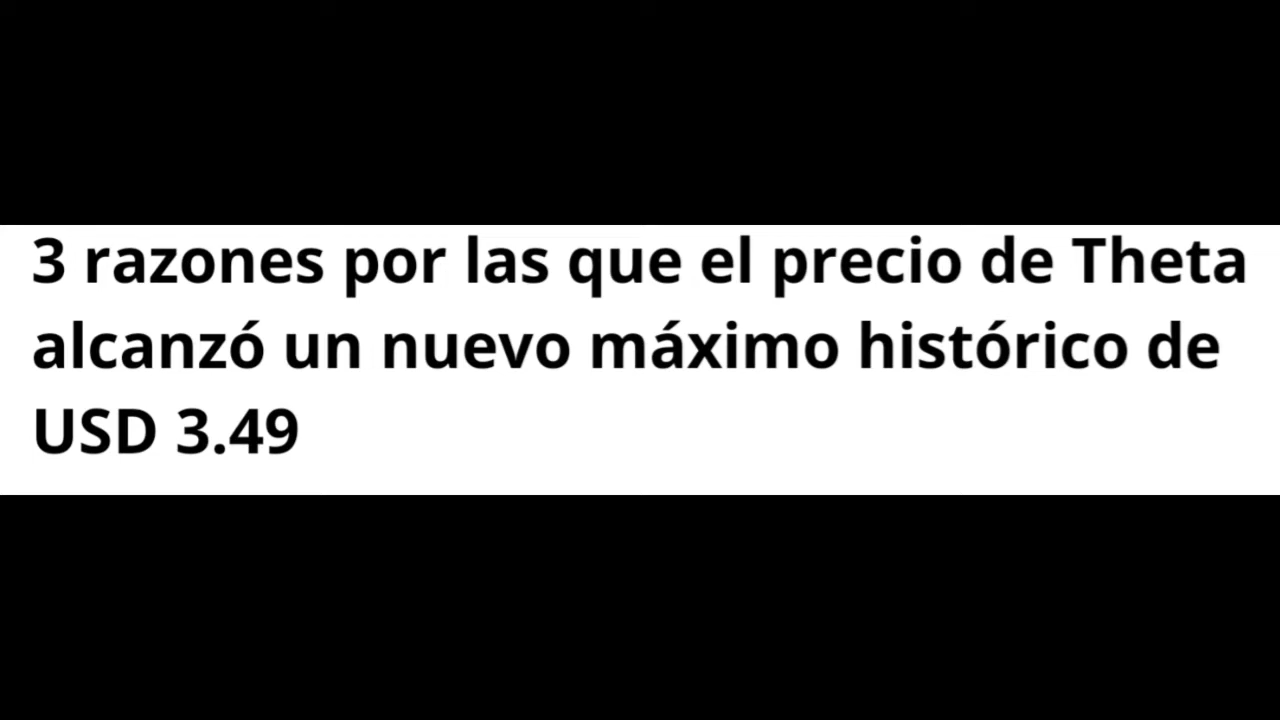 3 razones por las que el precio de Theta
alcanzó un nuevo máximo histórico de
USD 3.49